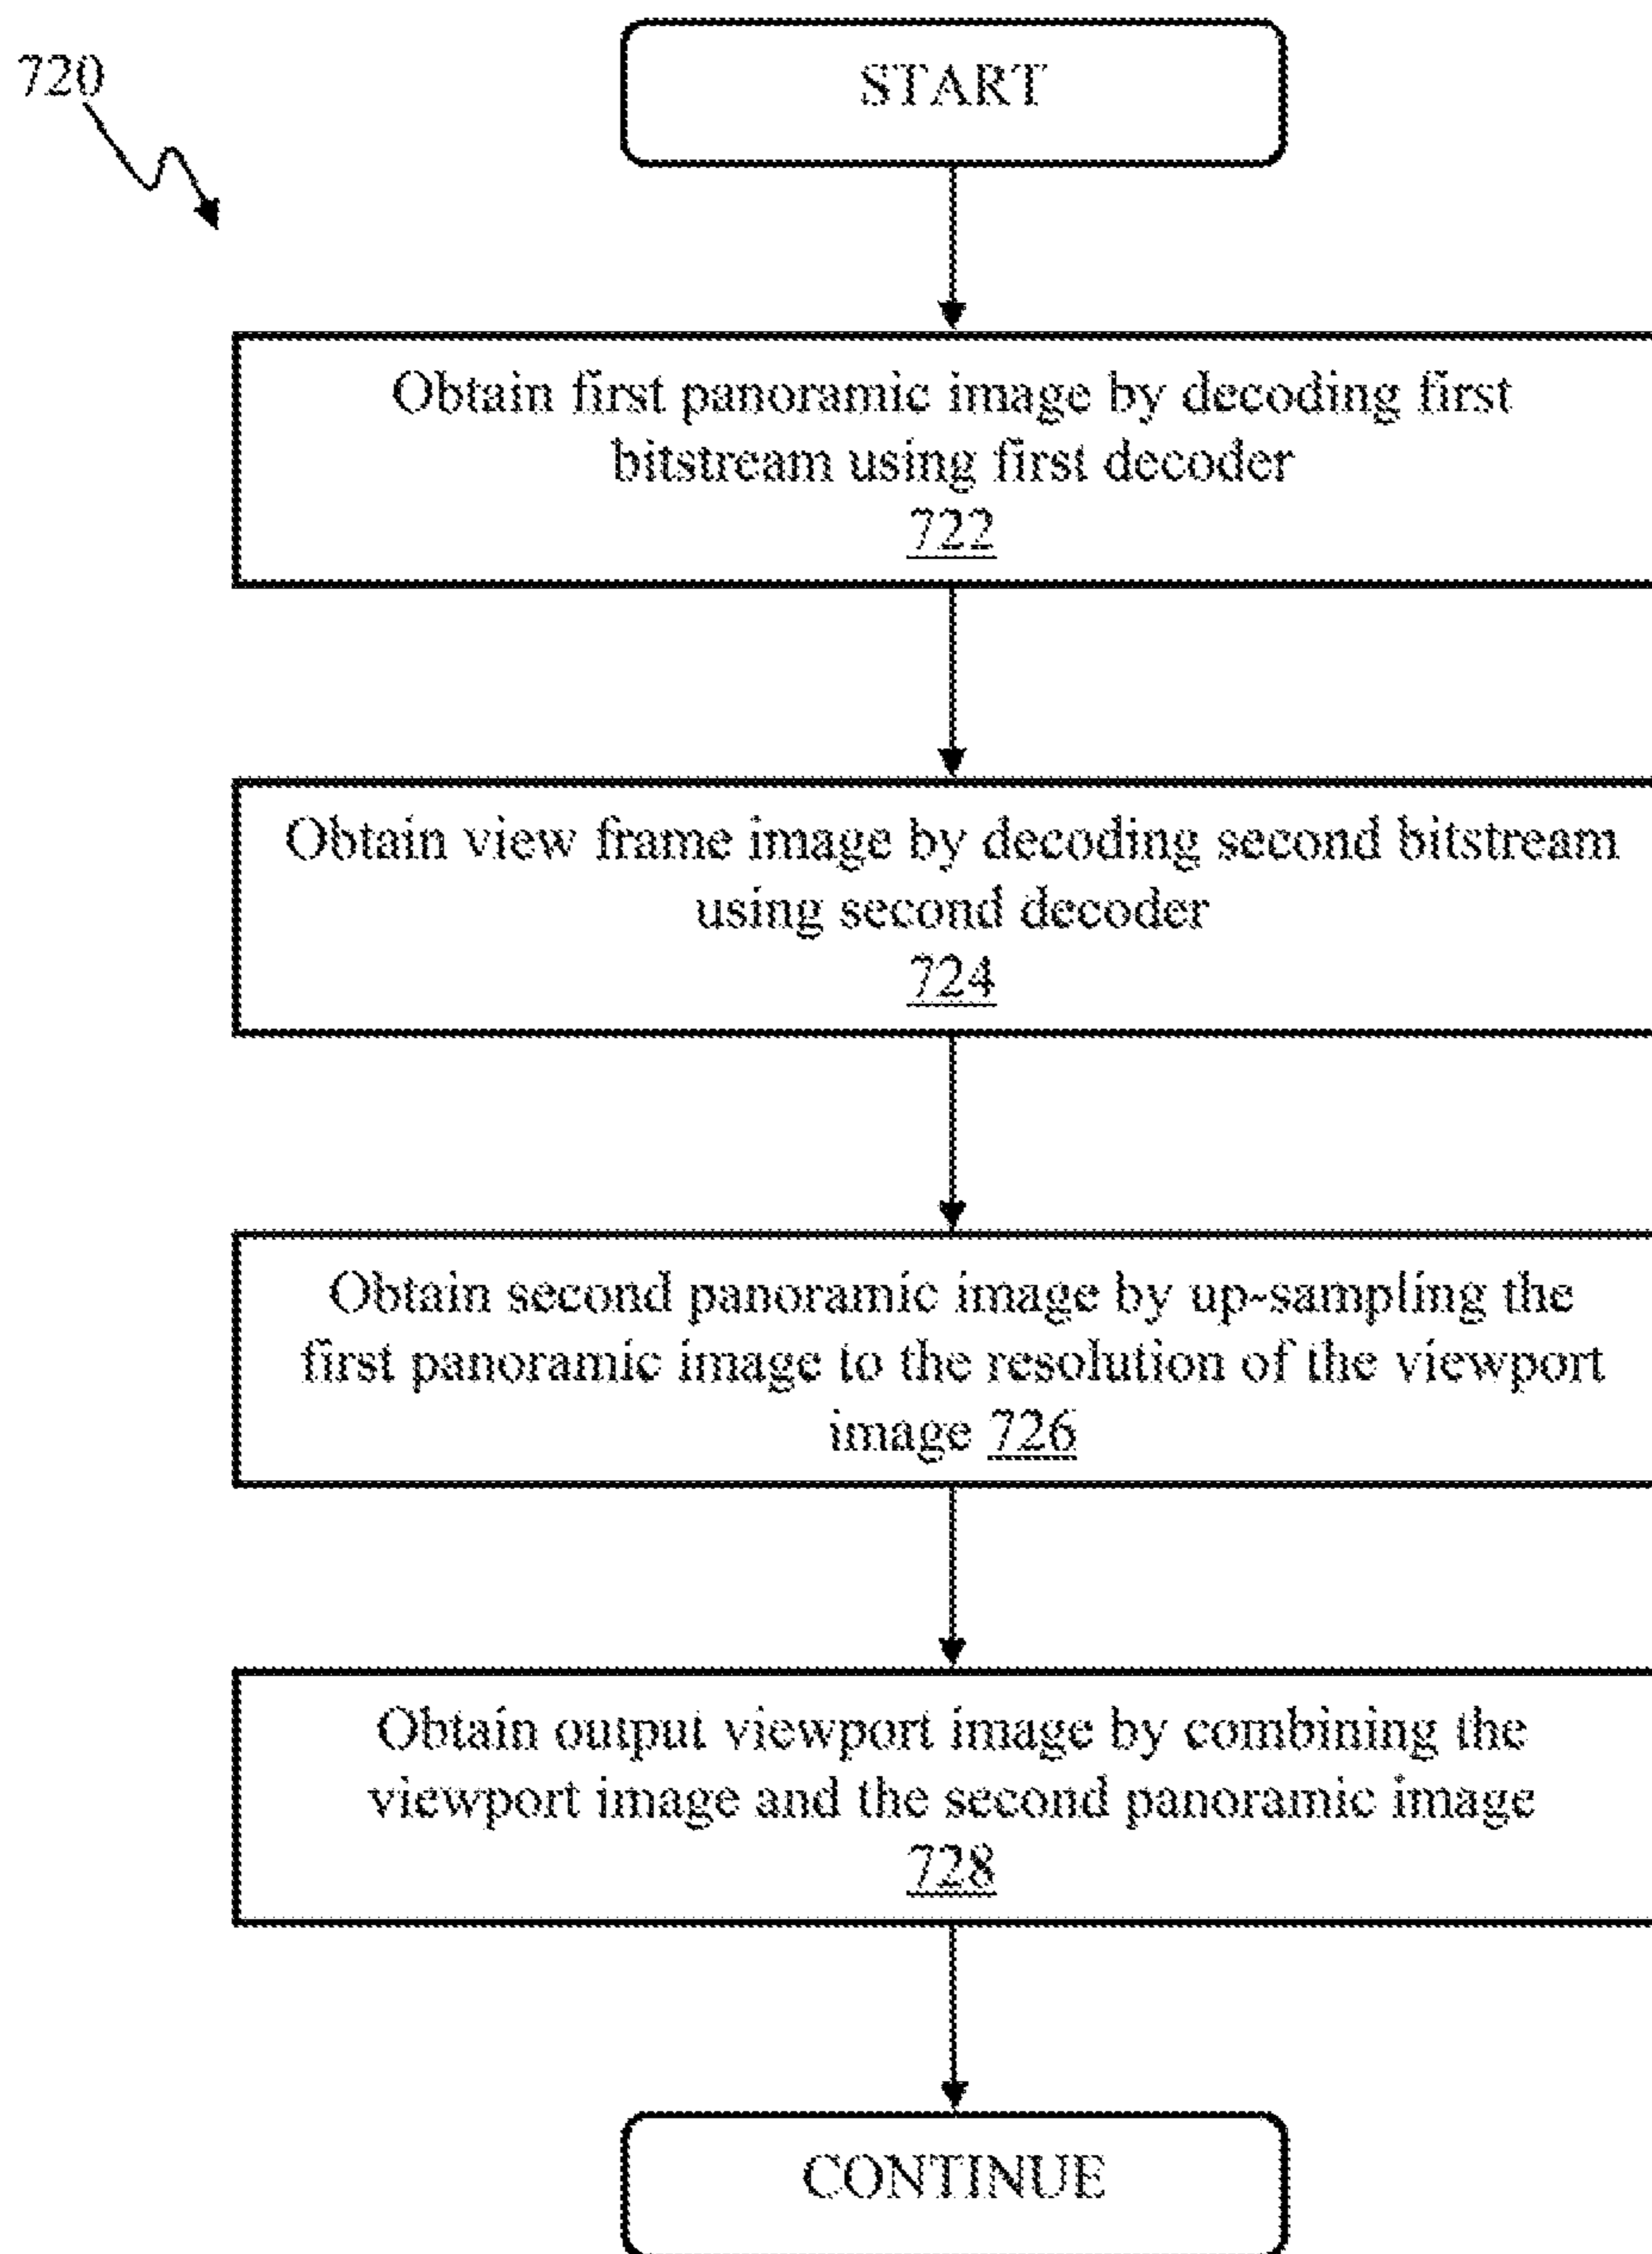 720
START
Obtain first panoramic image by decoding first
bitstream using first decoder
722
Obtain view frame image by decoding second bitstream
using second decoder
724
Obtain second panoramic image by up-sampling the
first panoramic image to the resolution of the viewport
image 726
Obtain output viewport image by combining the
viewport image and the second panoramic image
728
CONTINUE